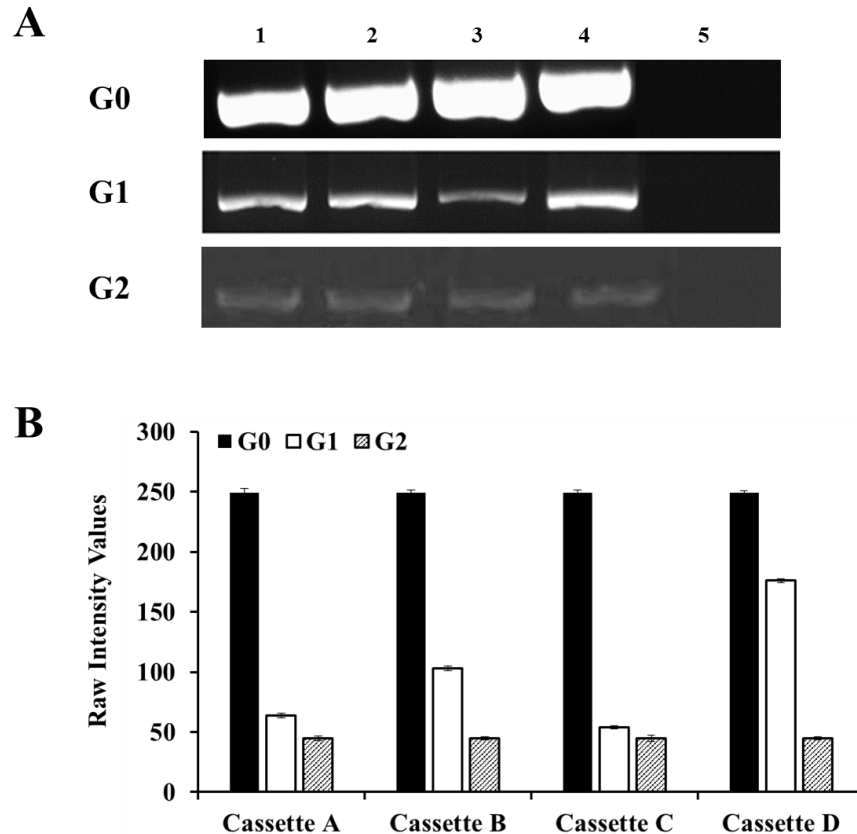 A
1 2 3 4 5
G0
G1
G2
B
300
G0 G1 G2
250
200
150
100
50
0
Raw Intensity Values
Cassette A Cassette B Cassette C Cassette D